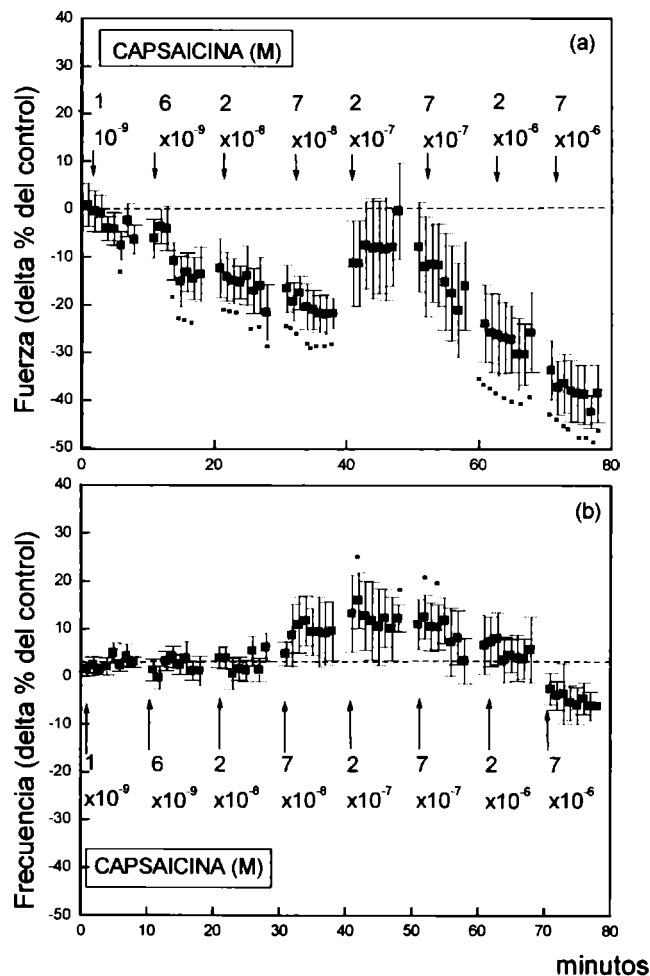 (a)
CAPSAICINA (M)
1 6 2 7 2 7 2 7
10⁻⁹ x10⁻⁹ x10⁻⁸ x10⁻⁸ x10⁻⁷ x10⁻⁷ x10⁻⁶ x10⁻⁶
Fuerza (delta % del control)
40
30
20
10
0
-10
-20
-30
-40
-50
0 20 40 60 80
(b)
Frecuencia (delta % del control)
40
30
20
10
0
-10
-20
-30
-40
-50
1 6 2 7 2 7 2 7
x10⁻⁹ x10⁻⁹ x10⁻⁸ x10⁻⁸ x10⁻⁷ x10⁻⁷ x10⁻⁶ x10⁻⁶
CAPSAICINA (M)
0 10 20 30 40 50 60 70 80
minutos